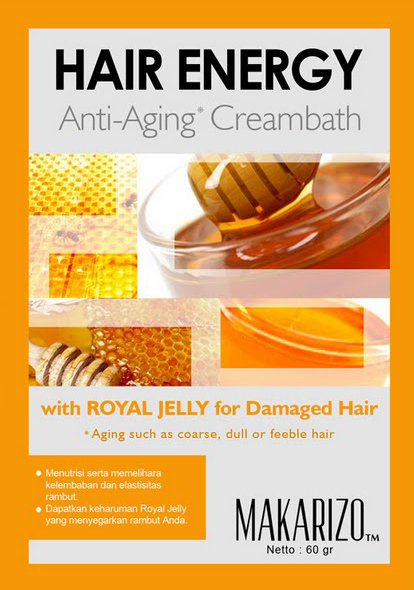 HAIR ENERGY
Anti-Aging* Creambath
with ROYAL JELLY for Damaged Hair
*Aging such as coarse, dull or feeble hair
• Menutrisi serta memelihara
kelembaban dan elastisitas
rambut.
• Dapatkan keharuman Royal Jelly
yang menyegarkan rambut Anda.
MAKARIZO™
Netto : 60 gr